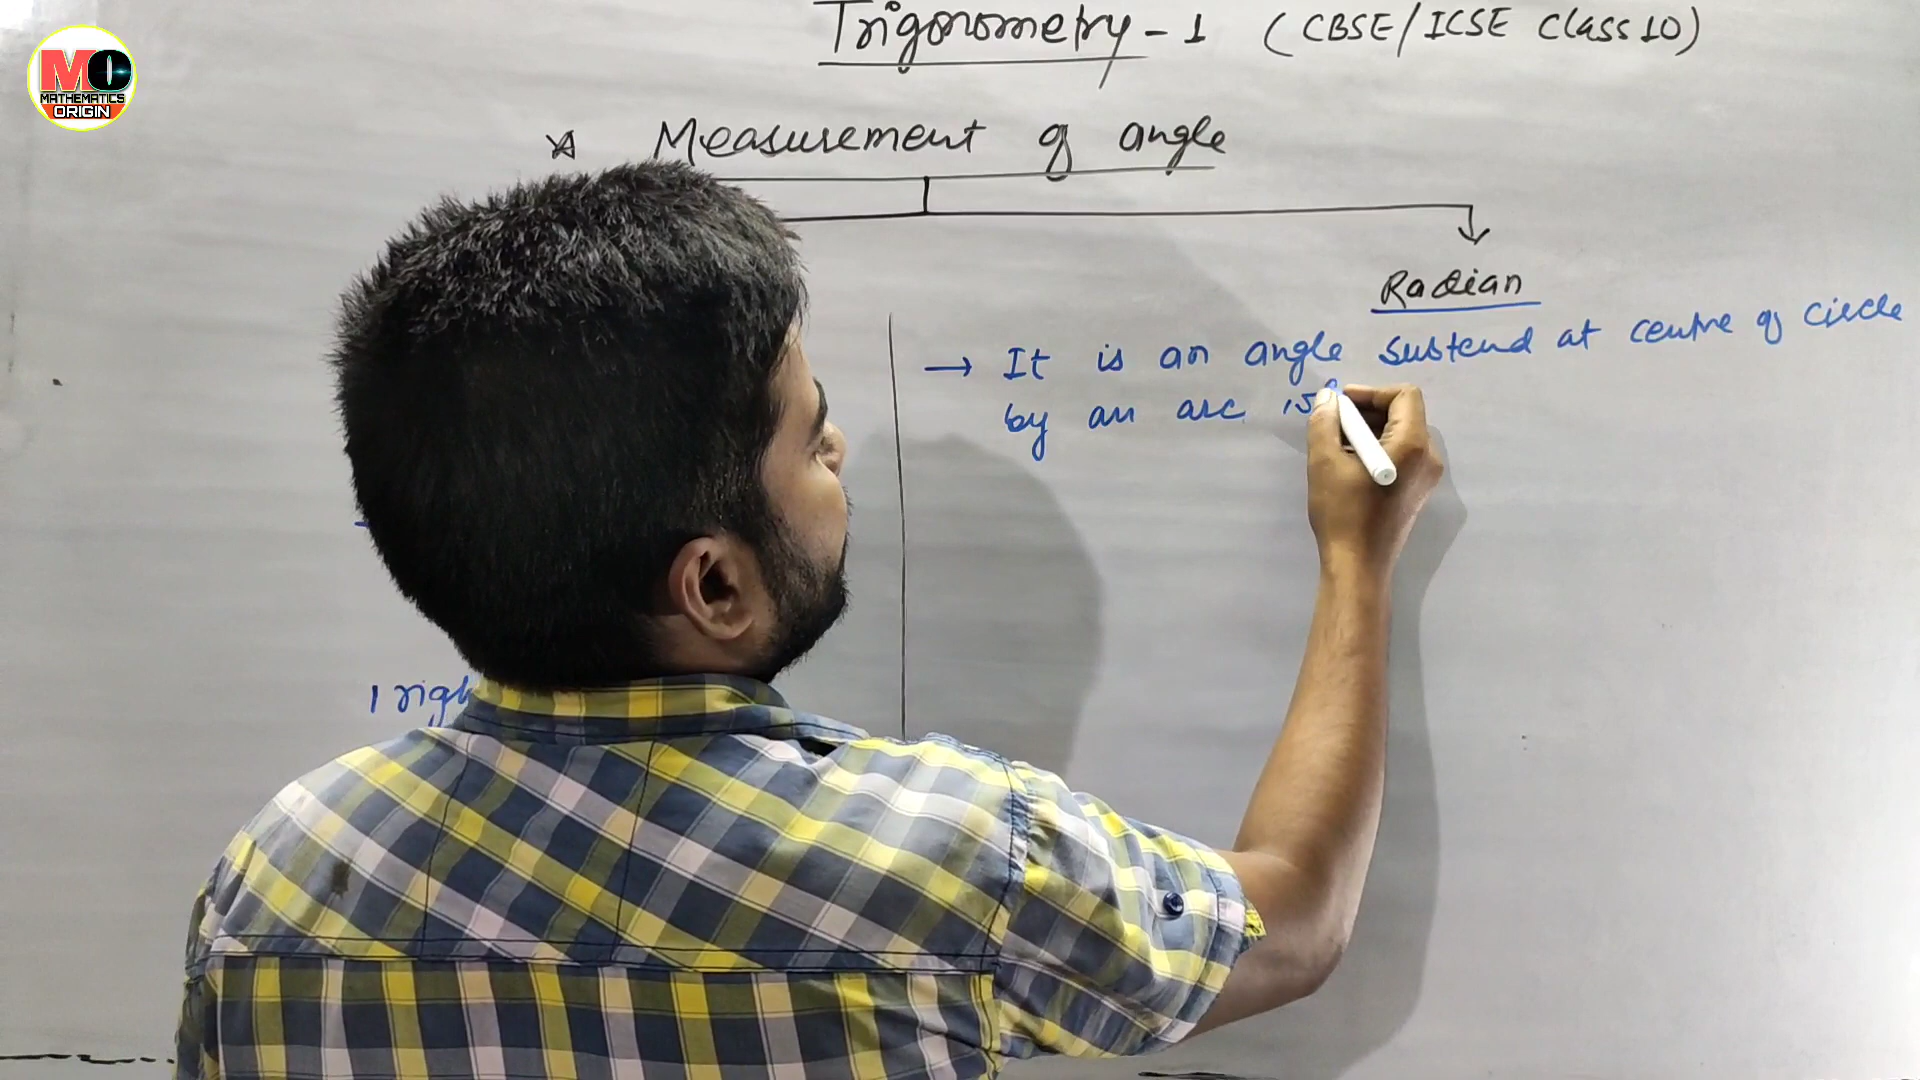 MO
MATHEMATICS
ORIGIN
Trigonometry - 1 (CBSE/ICSE Class 10)
Measurement of angle
Radian
→ It is an angle substend at centre of circle
by an arc
1 righ